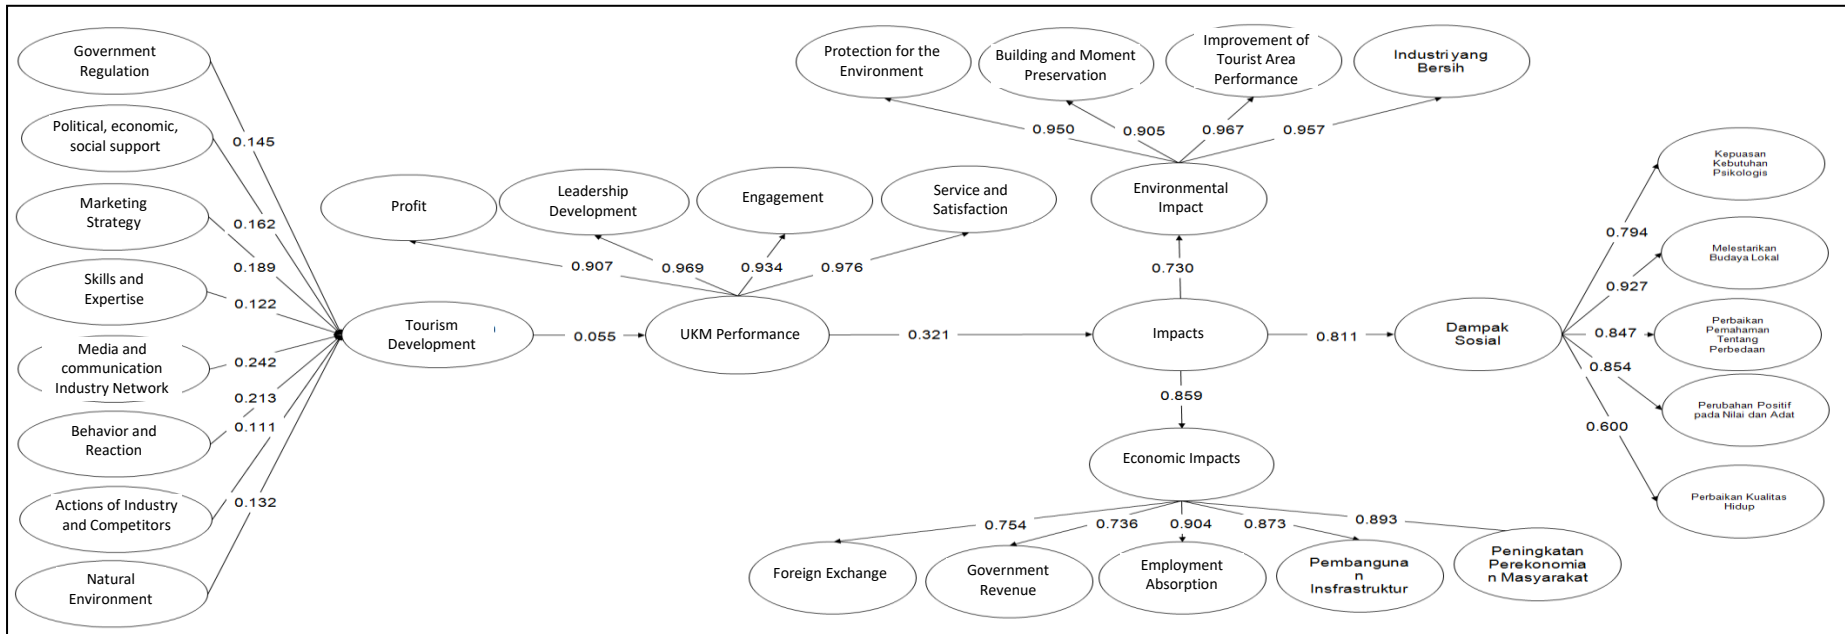 Government
Regulation
Political, economic,
social support
Marketing
Strategy
Skills and
Expertise
Media and
communication
Industry Network
Behavior and
Reaction
Actions of Industry
and Competitors
Natural
Environment
0.145
0.162
0.189
0.122
0.242
0.213
0.111
0.132
Tourism
Development
0.055
Profit
Leadership
Development
Engagement
Service and
Satisfaction
0.907
0.969
0.934
0.976
UKM Performance
0.321
Protection for the
Environment
Building and Moment
Preservation
Improvement of
Tourist Area
Performance
Industri yang
Bersih
0.950
0.905
0.967
0.957
Environmental
Impact
0.730
Impacts
0.811
0.859
Economic Impacts
0.754
0.736
0.904
0.873
0.893
Foreign Exchange
Government
Revenue
Employment
Absorption
Pembanguna
n
Insfrastruktur
Peningkatan
Perekonomia
n Masyarakat
Dampak
Sosial
0.794
0.927
0.847
0.854
0.600
Kepuasan
Kebutuhan
Psikologis
Melestarikan
Budaya Lokal
Perbaikan
Pemahaman
Tentang
Perbedaan
Perubahan Positif
pada Nilai dan Adat
Perbaikan Kualitas
Hidup